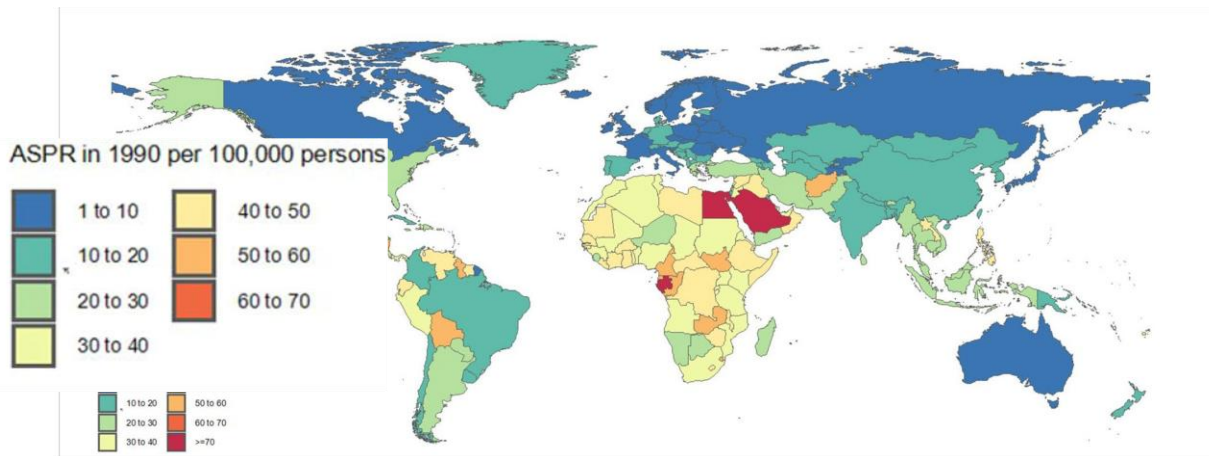 ASPR in 1990 per 100,000 persons
1 to 10 40 to 50
10 to 20 50 to 60
20 to 30 60 to 70
30 to 40
10 to 20 50 to 60
20 to 30 60 to 70
30 to 40 >=70